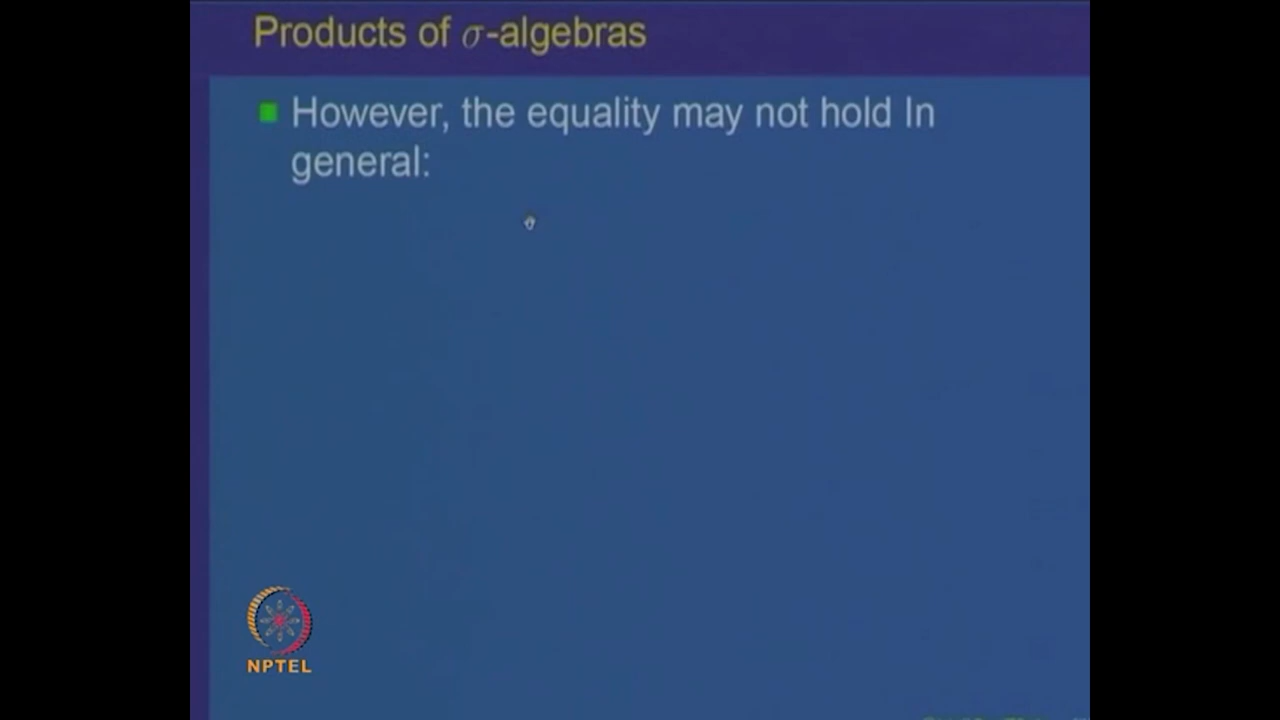 Products of σ-algebras
However, the equality may not hold In
general:
NPTEL